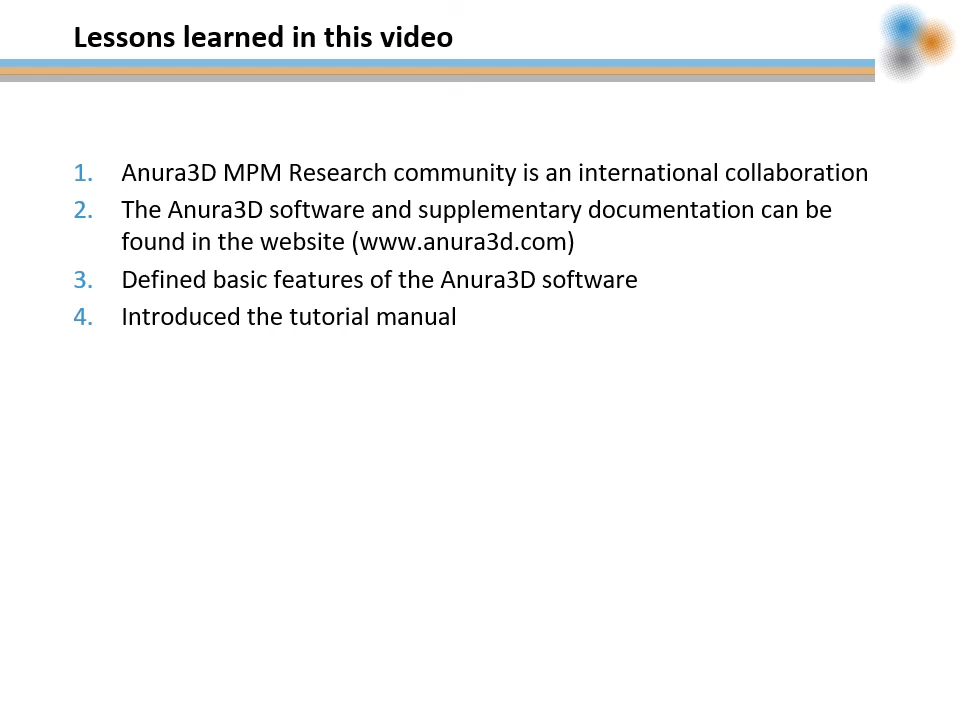 Lessons learned in this video
1. Anura3D MPM Research community is an international collaboration
2. The Anura3D software and supplementary documentation can be
found in the website (www.anura3d.com)
3. Defined basic features of the Anura3D software
4. Introduced the tutorial manual